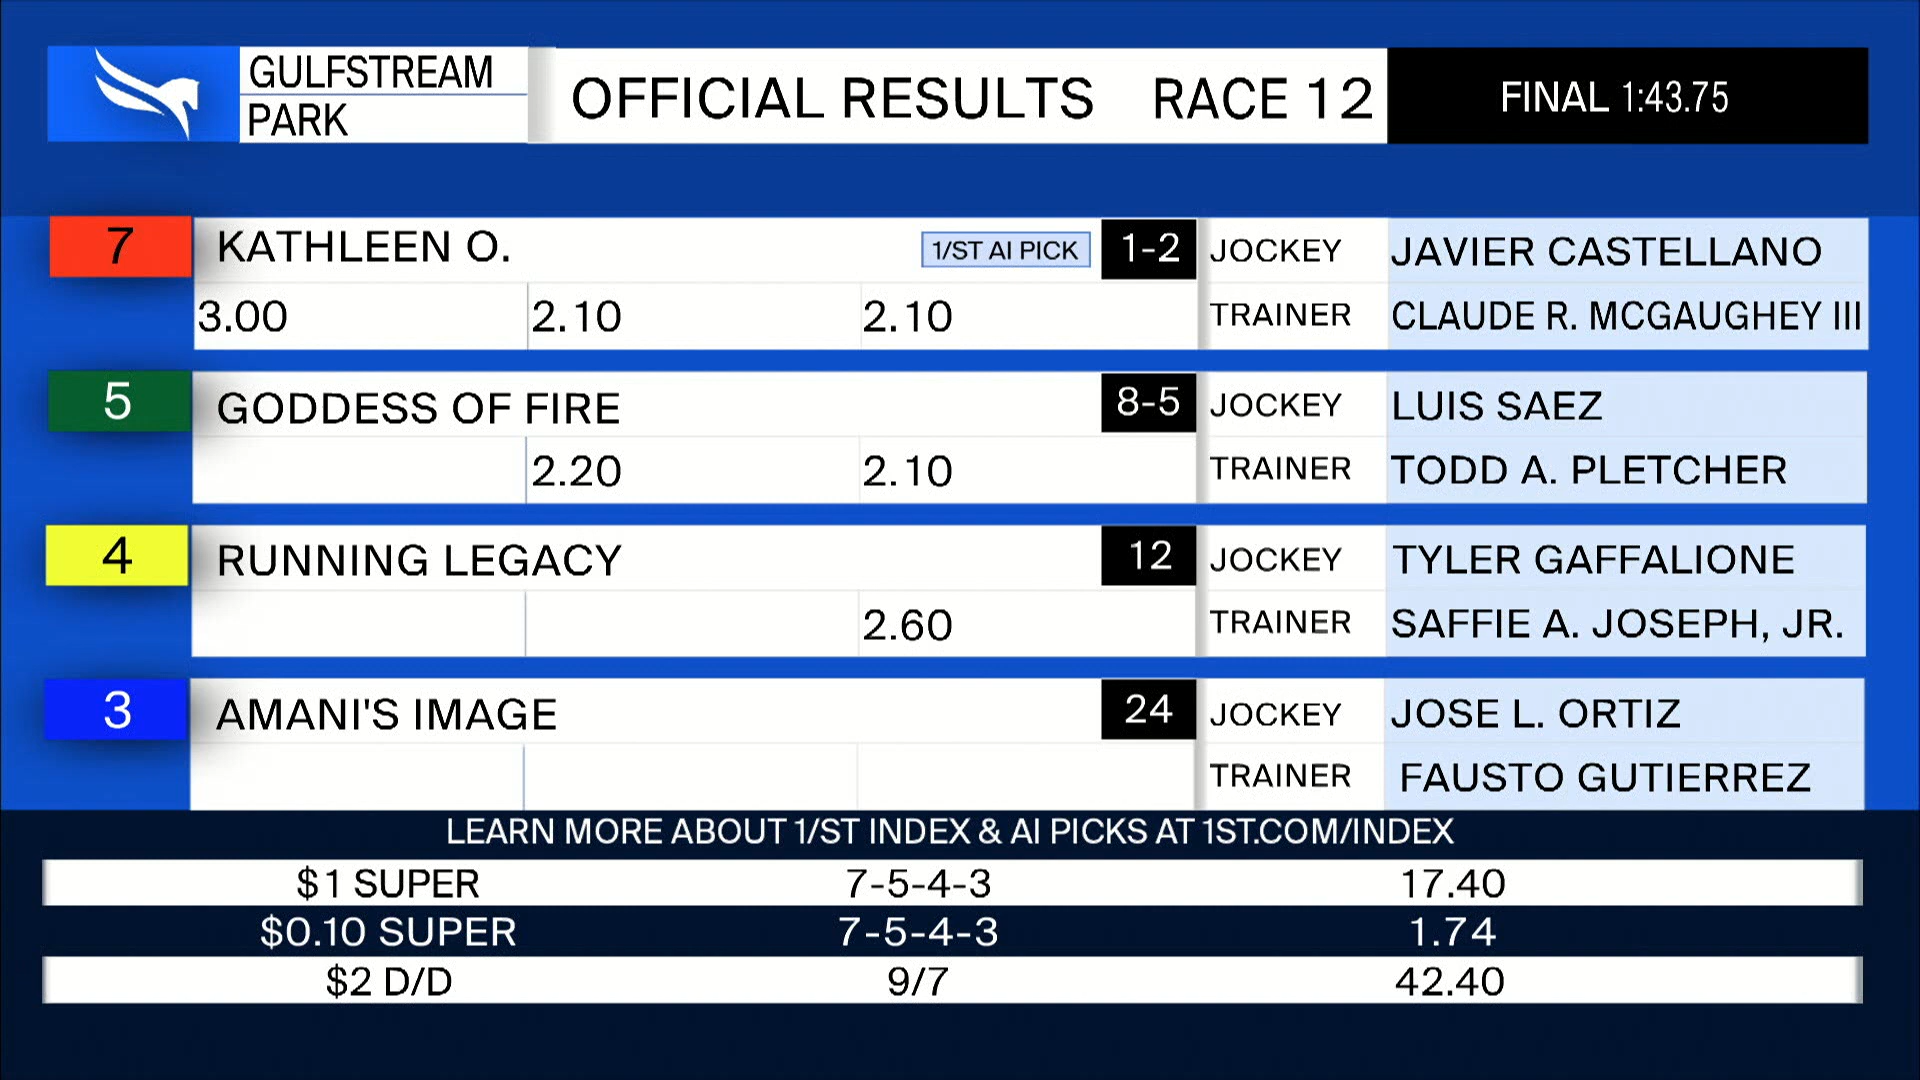 GULFSTREAM
PARK
OFFICIAL RESULTS RACE 12
FINAL 1:43.75
7 KATHLEEN O. 1/ST AI PICK 1-2 JOCKEY JAVIER CASTELLANO
3.00 2.10 2.10 TRAINER CLAUDE R. MCGAUGHEY III
5 GODDESS OF FIRE 8-5 JOCKEY LUIS SAEZ
2.20 2.10 TRAINER TODD A. PLETCHER
4 RUNNING LEGACY 12 JOCKEY TYLER GAFFALIONE
2.60 TRAINER SAFFIE A. JOSEPH, JR.
3 AMANI'S IMAGE 24 JOCKEY JOSE L. ORTIZ
TRAINER FAUSTO GUTIERREZ
LEARN MORE ABOUT 1/ST INDEX & AI PICKS AT 1ST.COM/INDEX
$1 SUPER 7-5-4-3 17.40
$0.10 SUPER 7-5-4-3 1.74
$2 D/D 9/7 42.40